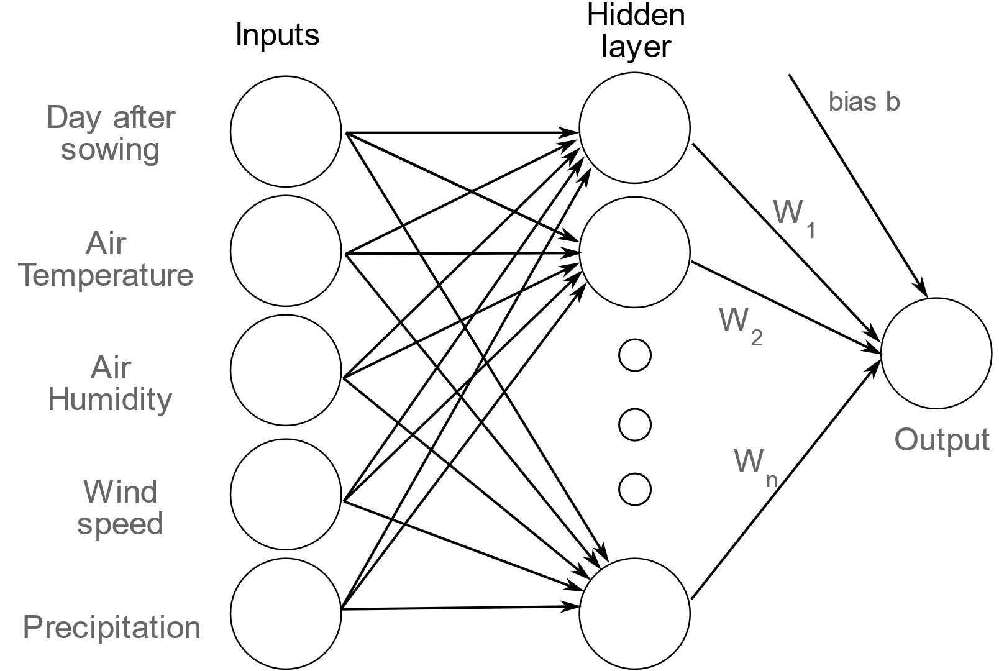 Inputs
Hidden
layer
Day after
sowing
Air
Temperature
Air
Humidity
Wind
speed
Precipitation
bias b
W1
W2
Wn
Output